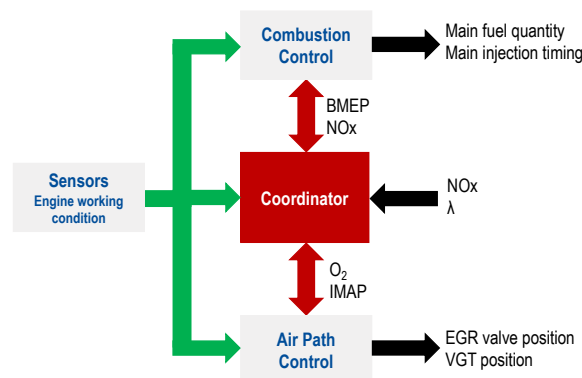 Combustion
Control
Main fuel quantity
Main injection timing
BMEP
NOx
Sensors
Engine working
condition
Coordinator
NOx
λ
O₂
IMAP
Air Path
Control
EGR valve position
VGT position